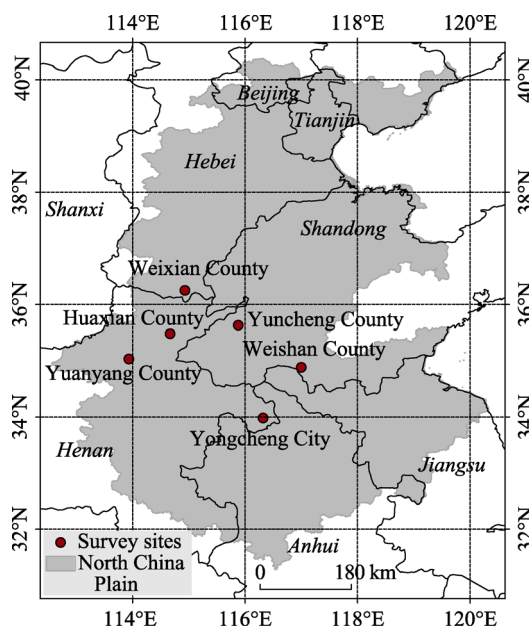 114°E 116°E 118°E 120°E
40°N 40°N
Beijing
Tianjin
Hebei
38°N 38°N
Shanxi
Shandong
Weixian County
36°N 36°N
Huaxian County
Yuncheng County
Weishan County
Yuanyang County
34°N 34°N
Yongcheng City
Henan
Jiangsu
32°N 32°N
Anhui
Survey sites
North China
Plain
0 180 km
114°E 116°E 118°E 120°E